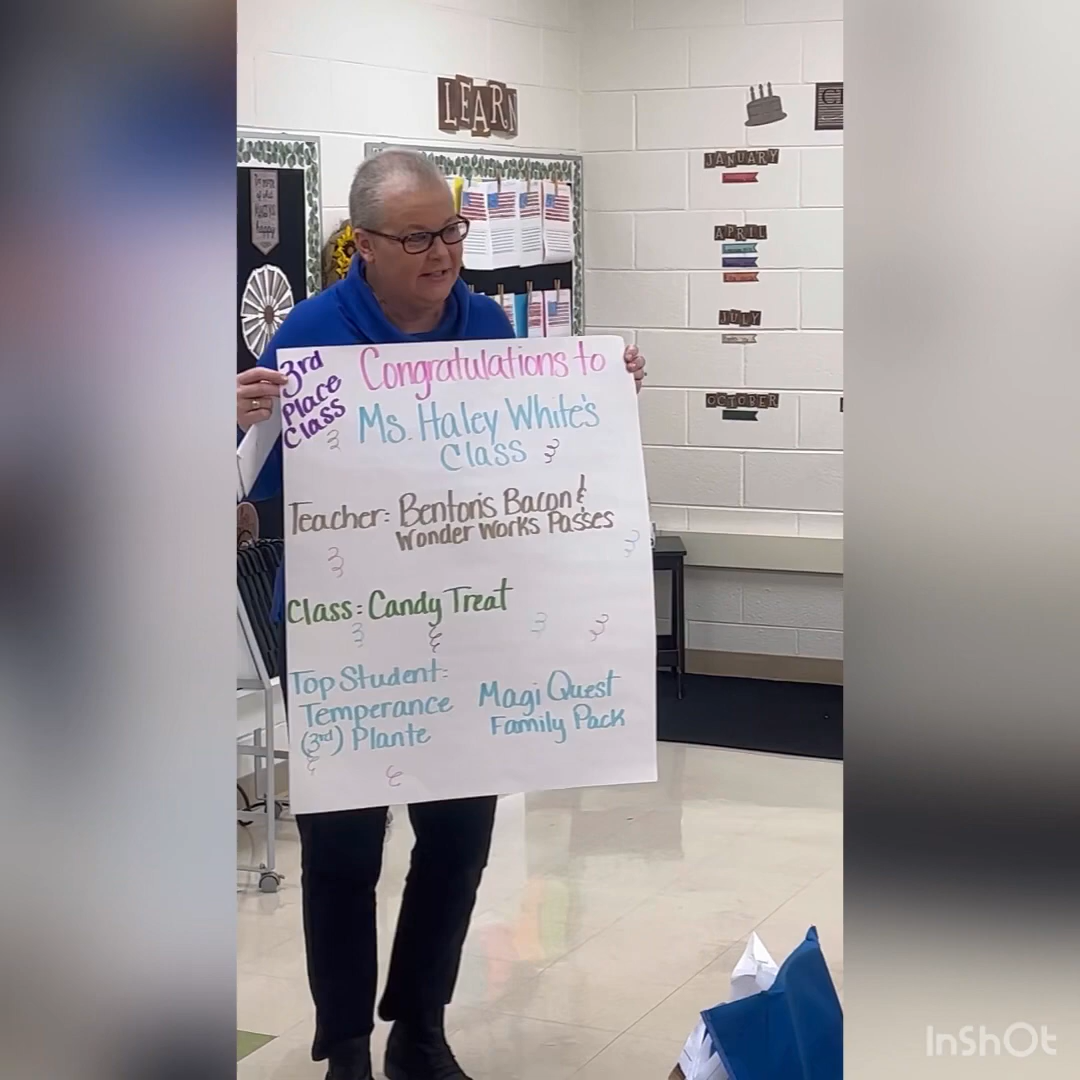 LEARN
JANUARY
APRIL
JULY
OCTOBER
3rd
Place
Class
Congratulations to
Ms. Haley White's
Class
Teacher: Benton's Bacon &
Wonder Works Passes
Class: Candy Treat
Top Student:
Temperance
(3rd) Plante
Magi Quest
Family Pack
InShOt